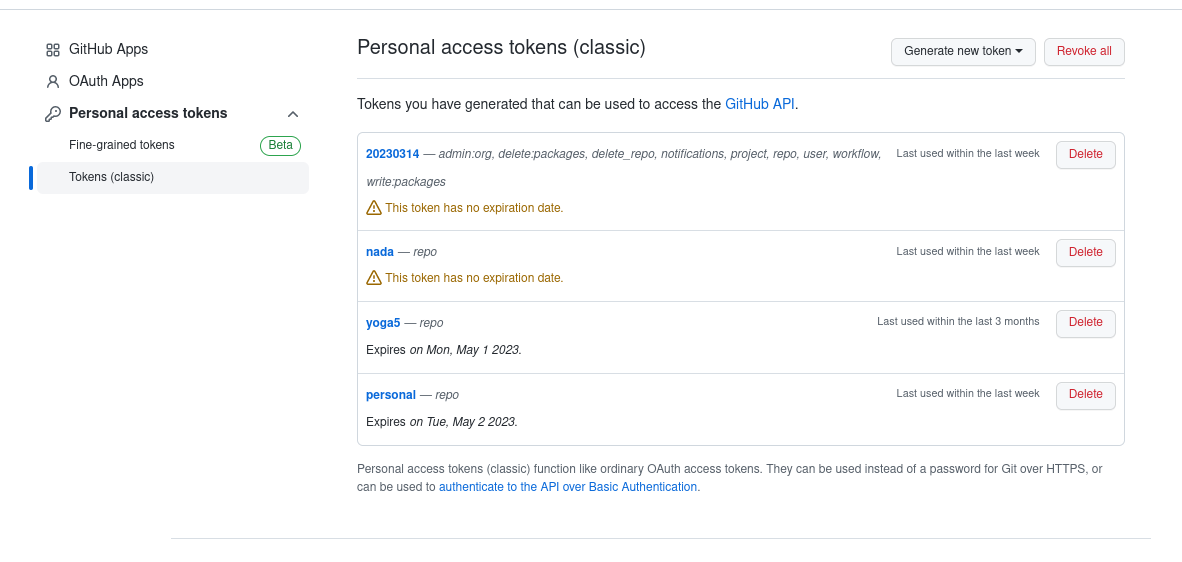 GitHub Apps
OAuth Apps
Personal access tokens
Fine-grained tokens Beta
Tokens (classic)
Personal access tokens (classic) Generate new token Revoke all
Tokens you have generated that can be used to access the GitHub API.
20230314 — admin:org, delete:packages, delete_repo, notifications, project, repo, user, workflow, Last used within the last week Delete
write:packages
This token has no expiration date.
nada — repo Last used within the last week Delete
This token has no expiration date.
yoga5 — repo Last used within the last 3 months Delete
Expires on Mon, May 1 2023.
personal — repo Last used within the last week Delete
Expires on Tue, May 2 2023.
Personal access tokens (classic) function like ordinary OAuth access tokens. They can be used instead of a password for Git over HTTPS, or
can be used to authenticate to the API over Basic Authentication.